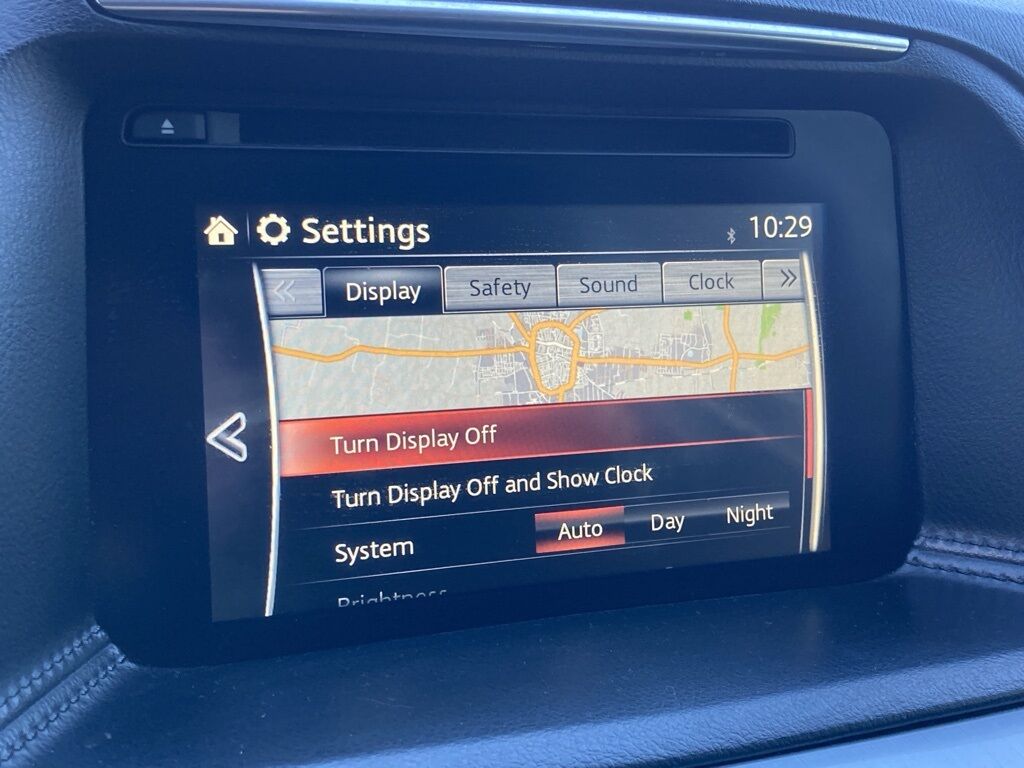 Settings
10:29
Display Safety Sound Clock
Turn Display Off
Turn Display Off and Show Clock
System Auto Day Night
Brightness